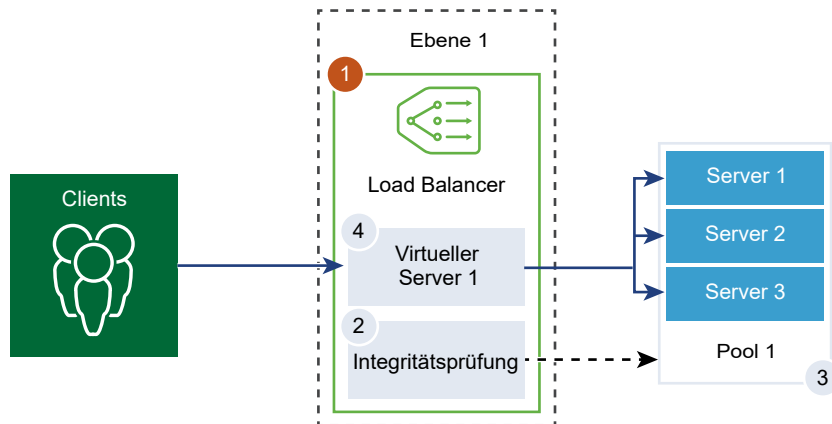 Ebene 1
1
Load Balancer
Clients
4
Virtueller
Server 1
2
Integritätsprüfung
Server 1
Server 2
Server 3
Pool 1
3